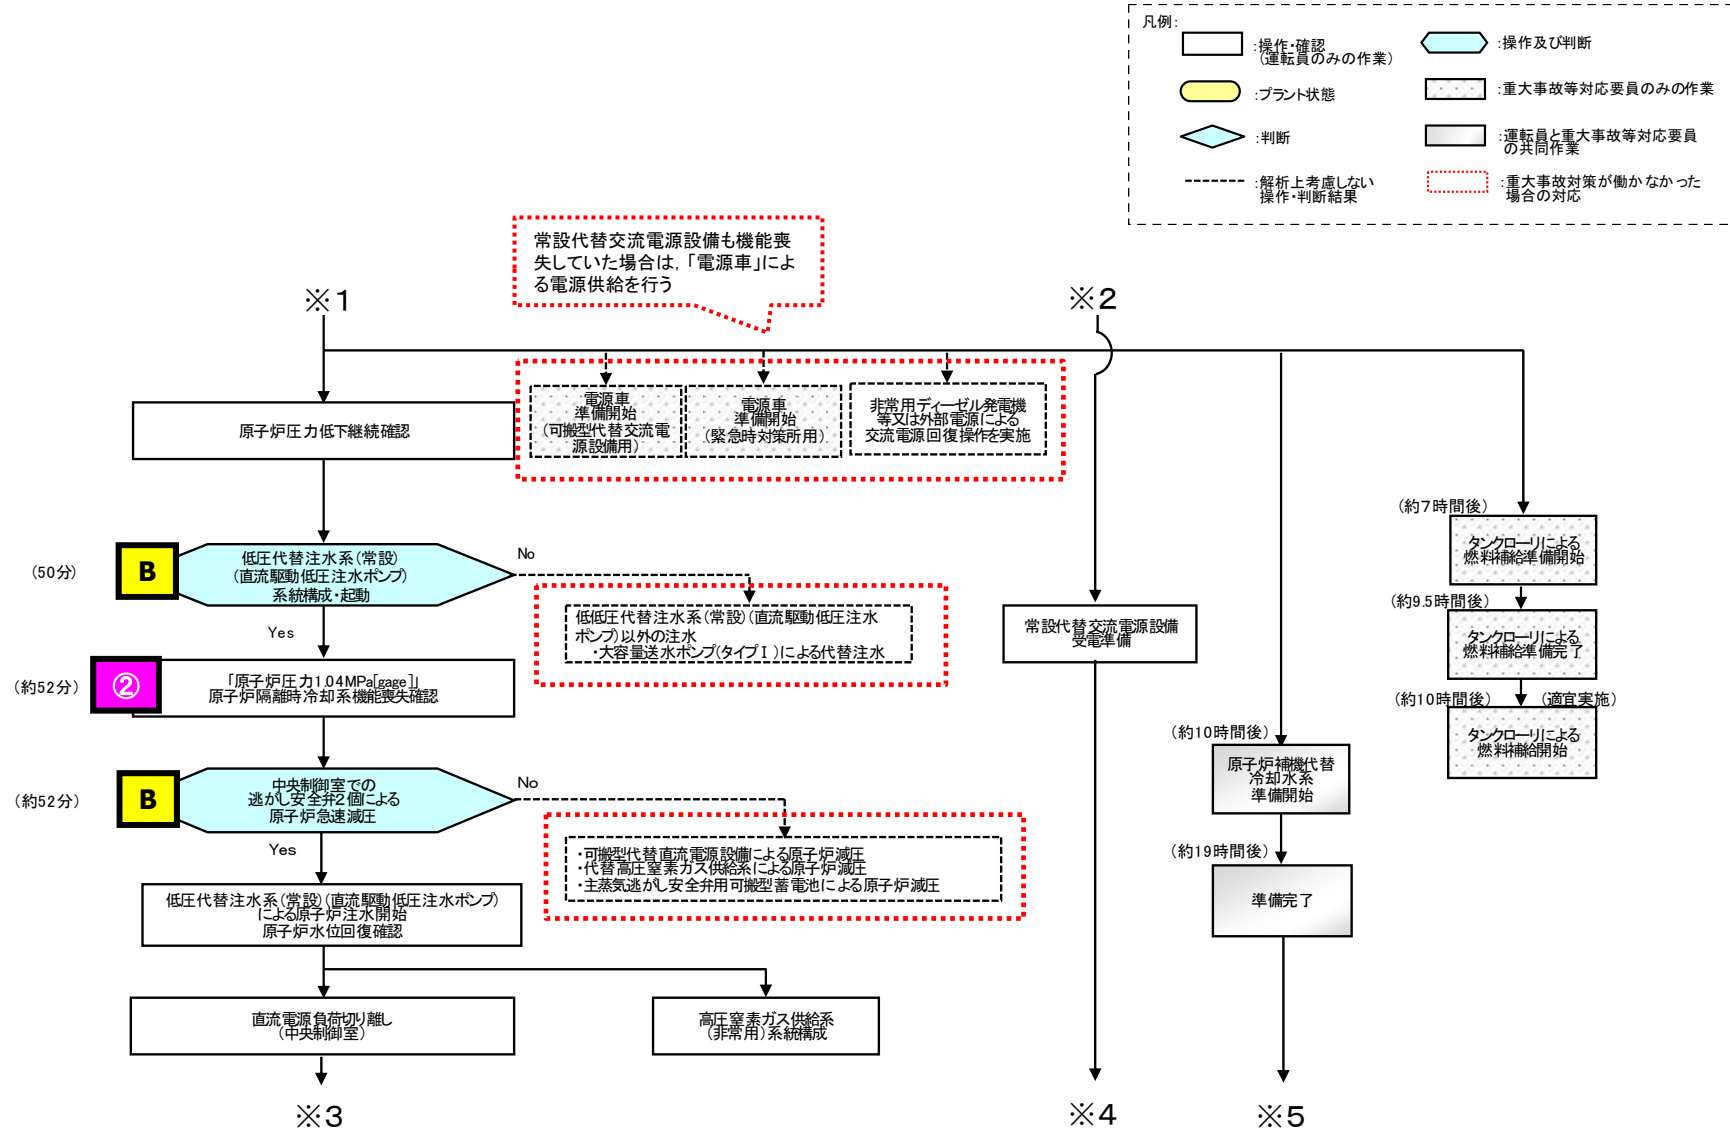 凡例:
:操作・確認
(運転員のみの作業)
:操作及び判断
:プラント状態
:重大事故等対応要員のみの作業
:判断
:運転員と重大事故等対応要員
の共同作業
:解析上考慮しない
操作・判断結果
:重大事故対策が働かなかった
場合の対応
常設代替交流電源設備も機能喪
失していた場合は,「電源車」によ
る電源供給を行う
※1
※2
原子炉圧力低下継続確認
電源車
準備開始
(可搬型代替交流電
源設備用)
電源車
準備開始
(緊急時対策所用)
非常用ディーゼル発電機
等又は外部電源による
交流電源回復操作を実施
(50分)
B
低圧代替注水系(常設)
(直流駆動低圧注水ポンプ)
系統構成・起動
No
Yes
低低圧代替注水系(常設)(直流駆動低圧注水
ポンプ)以外の注水
・大容量送水ポンプ(タイプⅠ)による代替注水
(約52分)
②
「原子炉圧力1.04MPa[gage]」
原子炉隔離時冷却系機能喪失確認
(約52分)
B
中央制御室での
逃がし安全弁2個による
原子炉急速減圧
No
Yes
・可搬型代替直流電源設備による原子炉減圧
・代替高圧窒素ガス供給系による原子炉減圧
・主蒸気逃がし安全弁用可搬型蓄電池による原子炉減圧
低圧代替注水系(常設)(直流駆動低圧注水ポンプ)
による原子炉注水開始
原子炉水位回復確認
直流電源負荷切り離し
(中央制御室)
高圧窒素ガス供給系
(非常用)系統構成
※3
常設代替交流電源設備
受電準備
※4
(約10時間後)
原子炉補機代替
冷却水系
準備開始
(約19時間後)
準備完了
※5
(約7時間後)
タンクローリによる
燃料補給準備開始
(約9.5時間後)
タンクローリによる
燃料補給準備完了
(約10時間後)
(適宜実施)
タンクローリによる
燃料補給開始